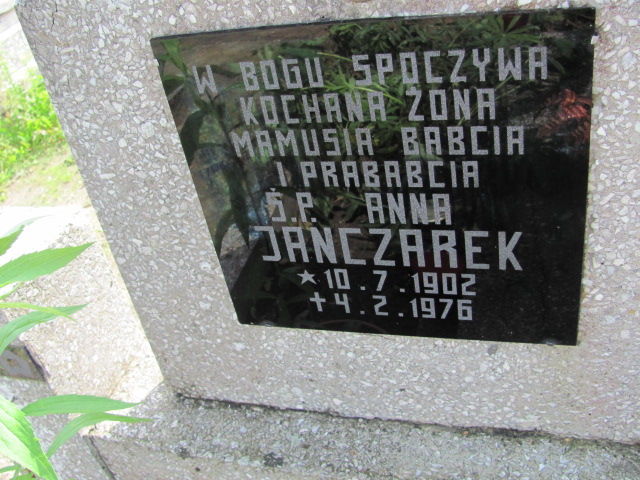 W BOGU SPOCZYWA
KOCHANA ŻONA
MAMUSIA BABCIA
I PRABABCIA
Ś.P. ANNA
JANCZAREK
★ 10.7.1902
✝ 4.2.1976